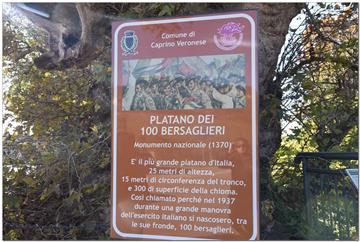 Comune di
Caprino Veronese
PLATANO DEI
100 BERSAGLIERI
Monumento nazionale (1370)
E' il più grande platano d'Italia,
25 metri di altezza,
15 metri di circonferenza del tronco,
e 300 di superficie della chioma.
Così chiamato perché nel 1937
durante una grande manovra
dell'esercito italiano si nascosero, tra
le sue fronde, 100 bersaglieri.